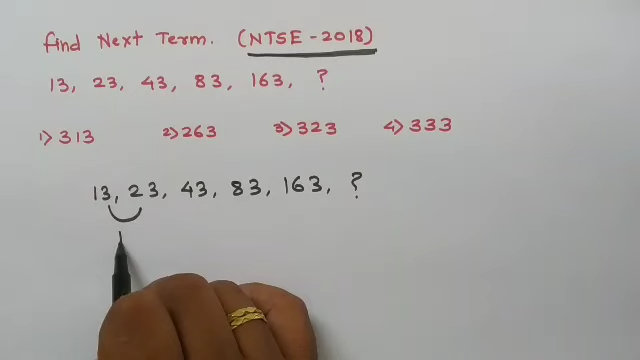 Find Next Term. (NTSE - 2018)
13, 23, 43, 83, 163, ?
1) 313 2) 263 3) 323 4) 333
13, 23, 43, 83, 163, ?